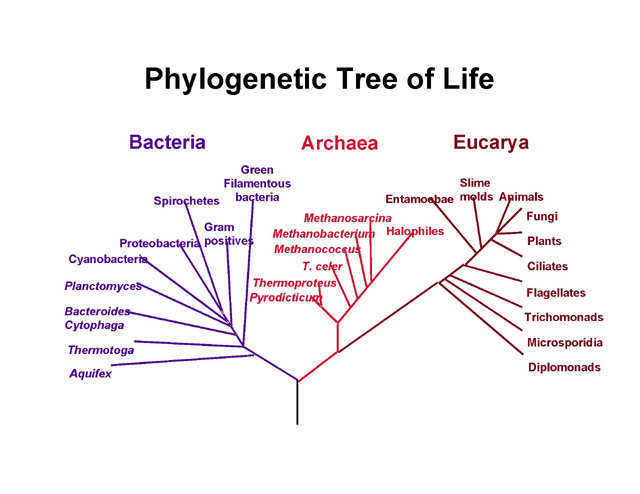 Phylogenetic Tree of Life
Bacteria
Archaea
Eucarya
Green
Filamentous
bacteria
Spirochetes
Gram
positives
Proteobacteria
Cyanobacteria
Planctomyces
Bacteroides
Cytophaga
Thermotoga
Aquifex
Methanosarcina
Methanobacterium
Halophiles
Methanococcus
T. celer
Thermoproteus
Pyrodicticum
Entamoebae
Slime
molds
Animals
Fungi
Plants
Ciliates
Flagellates
Trichomonads
Microsporidia
Diplomonads